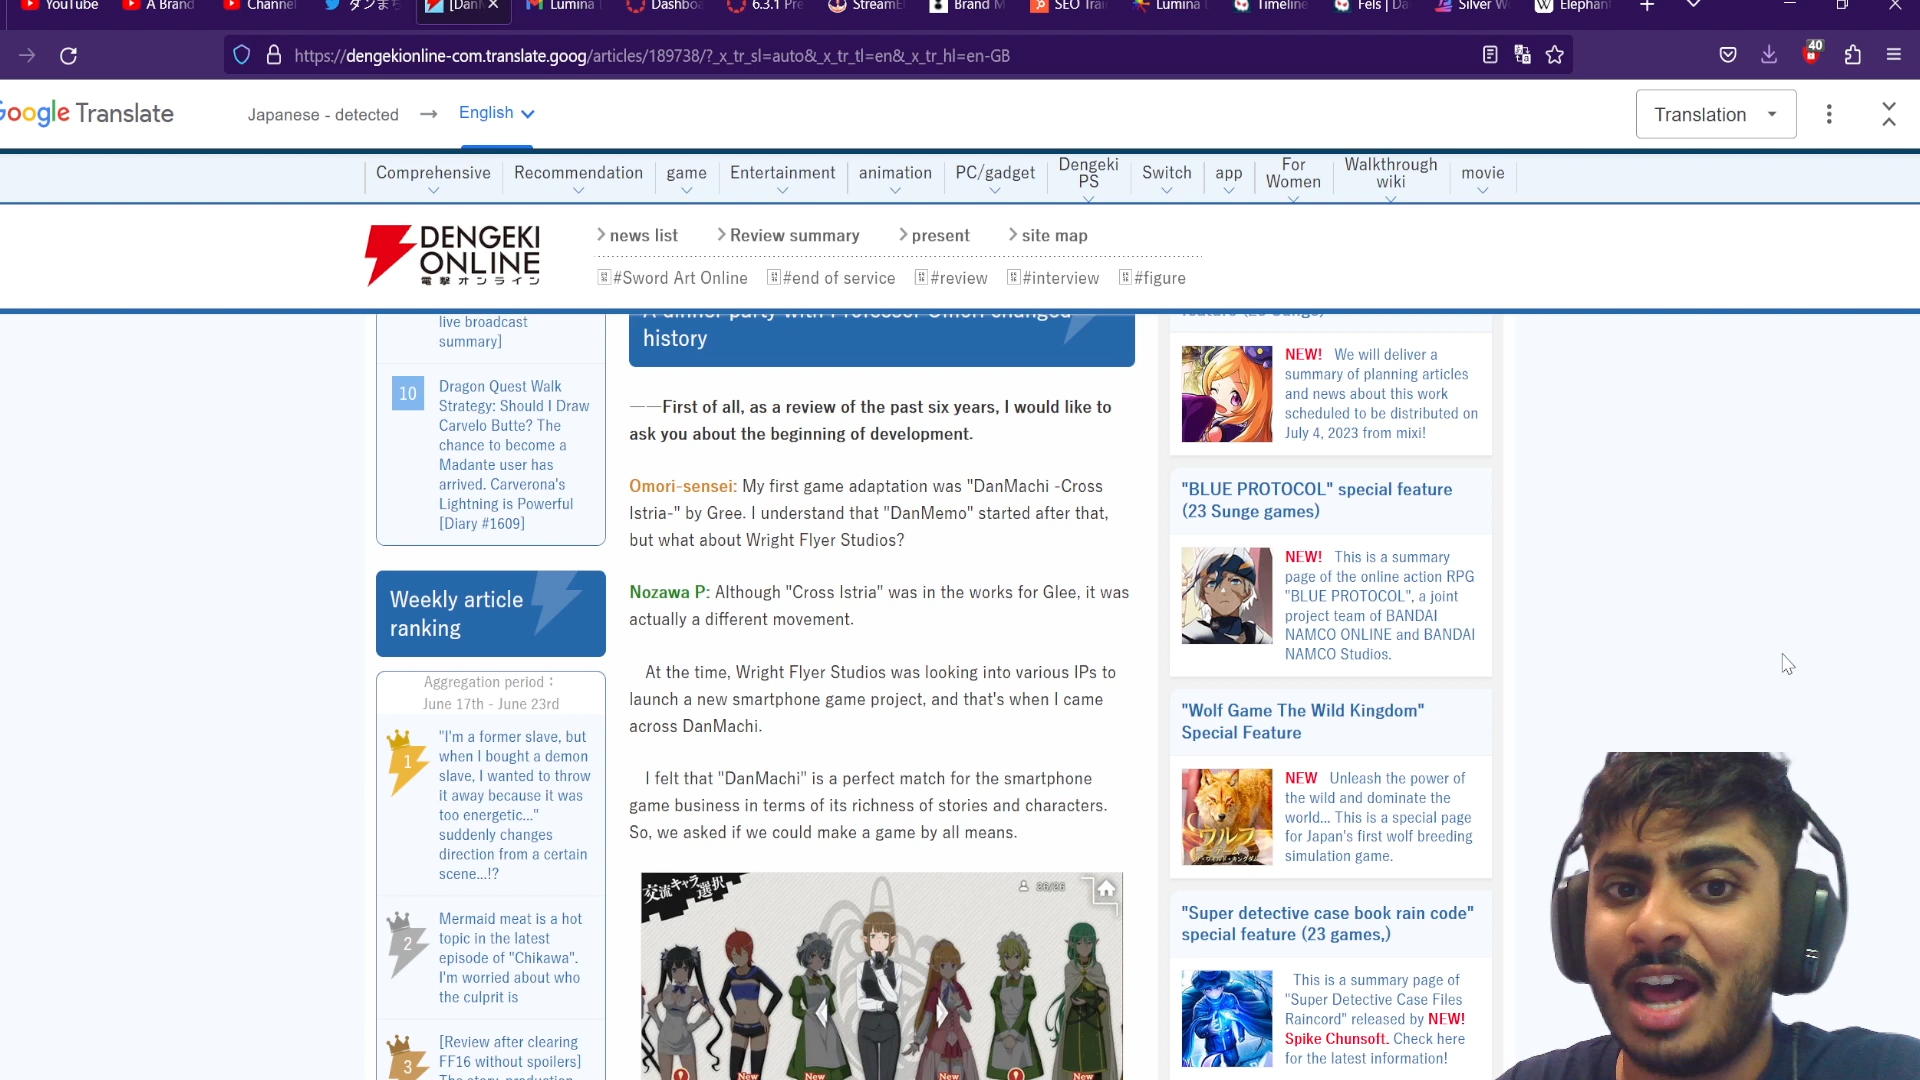 YouTube
A Brand
Channel
[DanM
Lumina
Dashbo
6.3.1 Pre
StreamE
Brand M
SEO Trai
Lumina
Timeline
Fels | Da
Silver W
Elephant
https://dengekionline-com.translate.goog/articles/189738/?_x_tr_sl=auto&_x_tr_tl=en&_x_tr_hl=en-GB
40
Google Translate
Japanese - detected
→
English
Translation
Comprehensive
Recommendation
game
Entertainment
animation
PC/gadget
Dengeki
PS
Switch
app
For
Women
Walkthrough
wiki
movie
DENGEKI
ONLINE
電撃オンライン
news list
Review summary
present
site map
#Sword Art Online
#end of service
#review
#interview
#figure
live broadcast
summary]
10
Dragon Quest Walk
Strategy: Should I Draw
Carvelo Butte? The
chance to become a
Madante user has
arrived. Carverona's
Lightning is Powerful
[Diary #1609]
Weekly article
ranking
Aggregation period :
June 17th - June 23rd
1
"I'm a former slave, but
when I bought a demon
slave, I wanted to throw
it away because it was
too energetic..."
suddenly changes
direction from a certain
scene...!?
2
Mermaid meat is a hot
topic in the latest
episode of "Chikawa".
I'm worried about who
the culprit is
3
[Review after clearing
FF16 without spoilers]
The story, production
A dinner party with Professor Omori changed
history
——First of all, as a review of the past six years, I would like to
ask you about the beginning of development.
Omori-sensei: My first game adaptation was "DanMachi -Cross
Istria-" by Gree. I understand that "DanMemo" started after that,
but what about Wright Flyer Studios?
Nozawa P: Although "Cross Istria" was in the works for Glee, it was
actually a different movement.
At the time, Wright Flyer Studios was looking into various IPs to
launch a new smartphone game project, and that's when I came
across DanMachi.
I felt that "DanMachi" is a perfect match for the smartphone
game business in terms of its richness of stories and characters.
So, we asked if we could make a game by all means.
交流キャラ選択
26/26
New
New
New
New
NEW! We will deliver a
summary of planning articles
and news about this work
scheduled to be distributed on
July 4, 2023 from mixi!
"BLUE PROTOCOL" special feature
(23 Sunge games)
NEW! This is a summary
page of the online action RPG
"BLUE PROTOCOL", a joint
project team of BANDAI
NAMCO ONLINE and BANDAI
NAMCO Studios.
"Wolf Game The Wild Kingdom"
Special Feature
NEW Unleash the power of
the wild and dominate the
world... This is a special page
for Japan's first wolf breeding
simulation game.
"Super detective case book rain code"
special feature (23 games,)
This is a summary page of
"Super Detective Case Files
Raincord" released by NEW!
Spike Chunsoft. Check here
for the latest information!